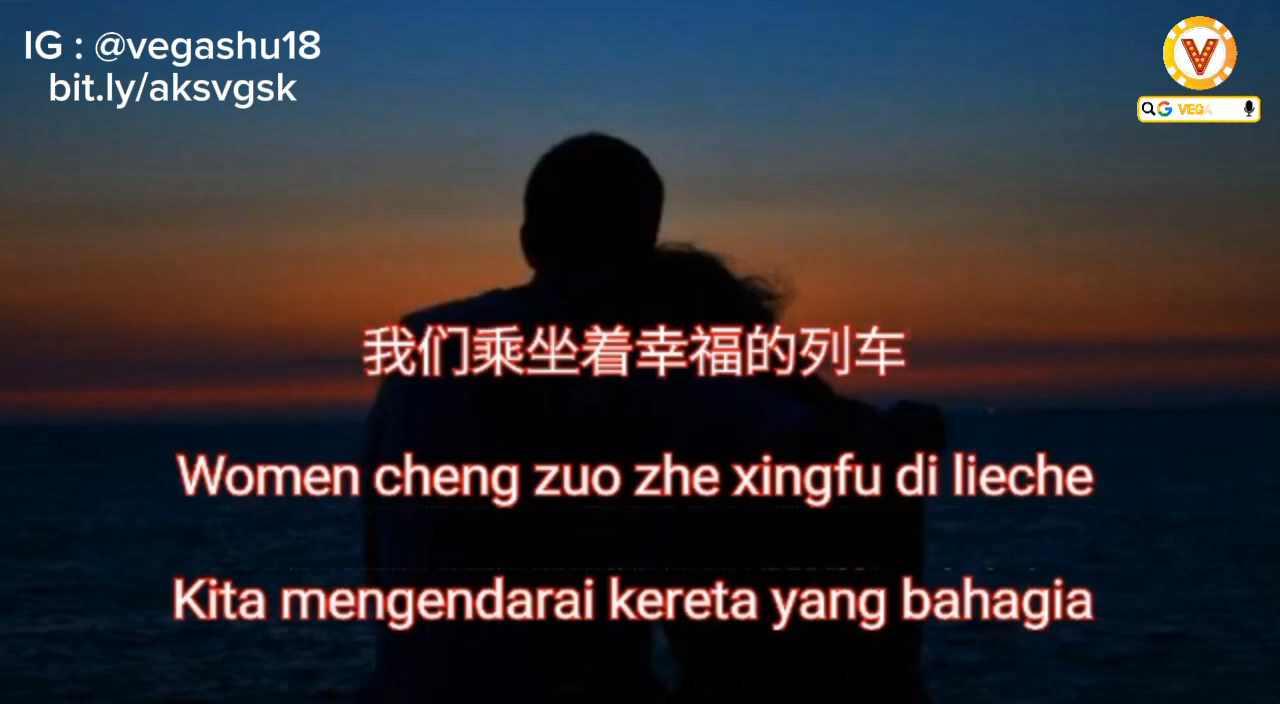 IG : @vegashu18
bit.ly/aksvgsk
V
VEGA
我们乘坐着幸福的列车
Women cheng zuo zhe xingfu di lieche
Kita mengendarai kereta yang bahagia